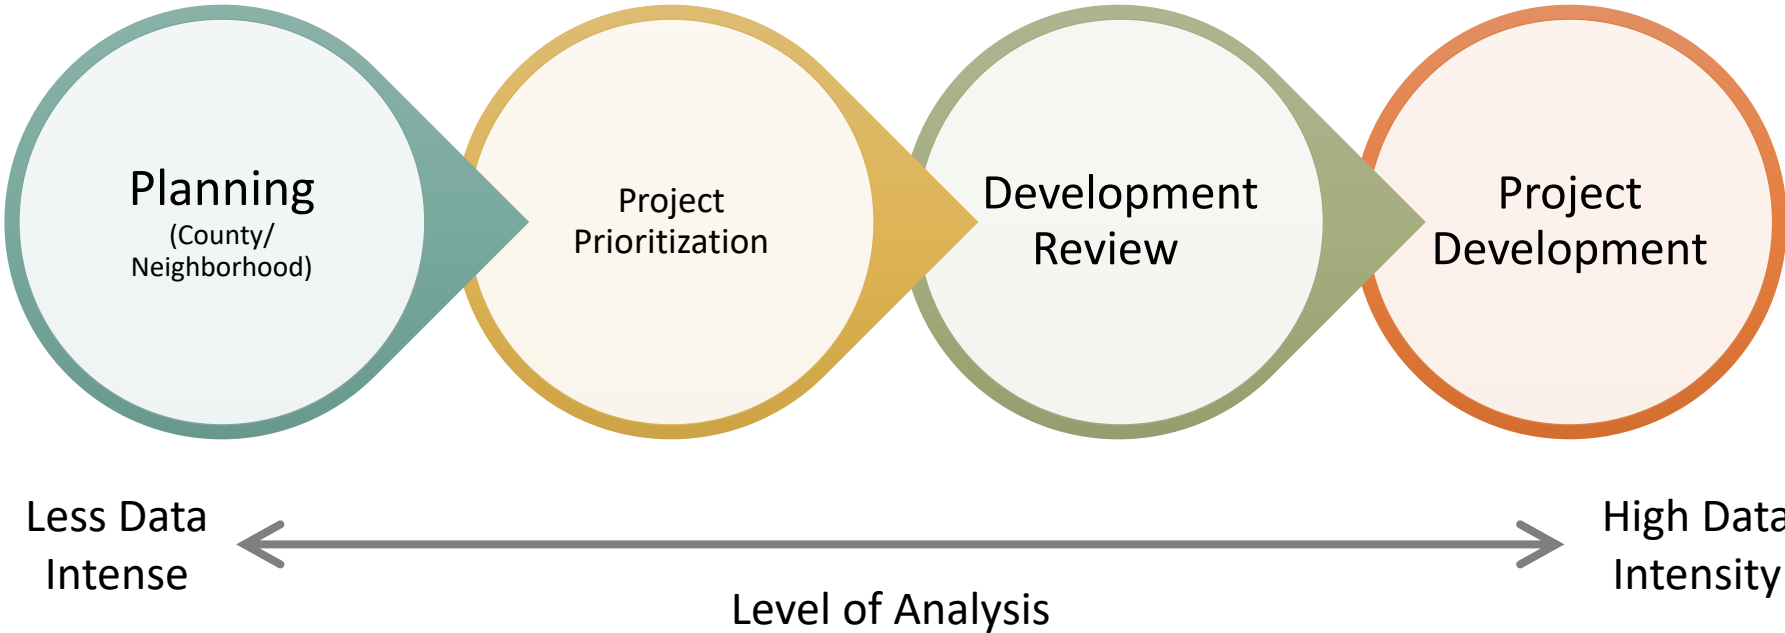 Planning
(County/
Neighborhood)
Project
Prioritization
Development
Review
Project
Development
Less Data
Intense
High Data
Intensity
Level of Analysis